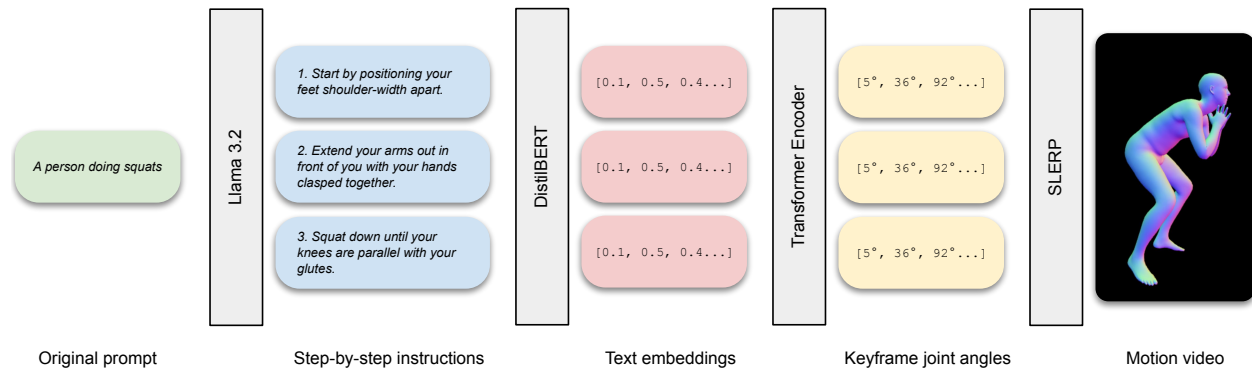 A person doing squats
Llama 3.2
1. Start by positioning your
feet shoulder-width apart.
2. Extend your arms out in
front of you with your hands
clasped together.
3. Squat down until your
knees are parallel with your
glutes.
DistilBERT
[0.1, 0.5, 0.4...]
[0.1, 0.5, 0.4...]
[0.1, 0.5, 0.4...]
Transformer Encoder
[5°, 36°, 92°...]
[5°, 36°, 92°...]
[5°, 36°, 92°...]
SLERP
Original prompt
Step-by-step instructions
Text embeddings
Keyframe joint angles
Motion video